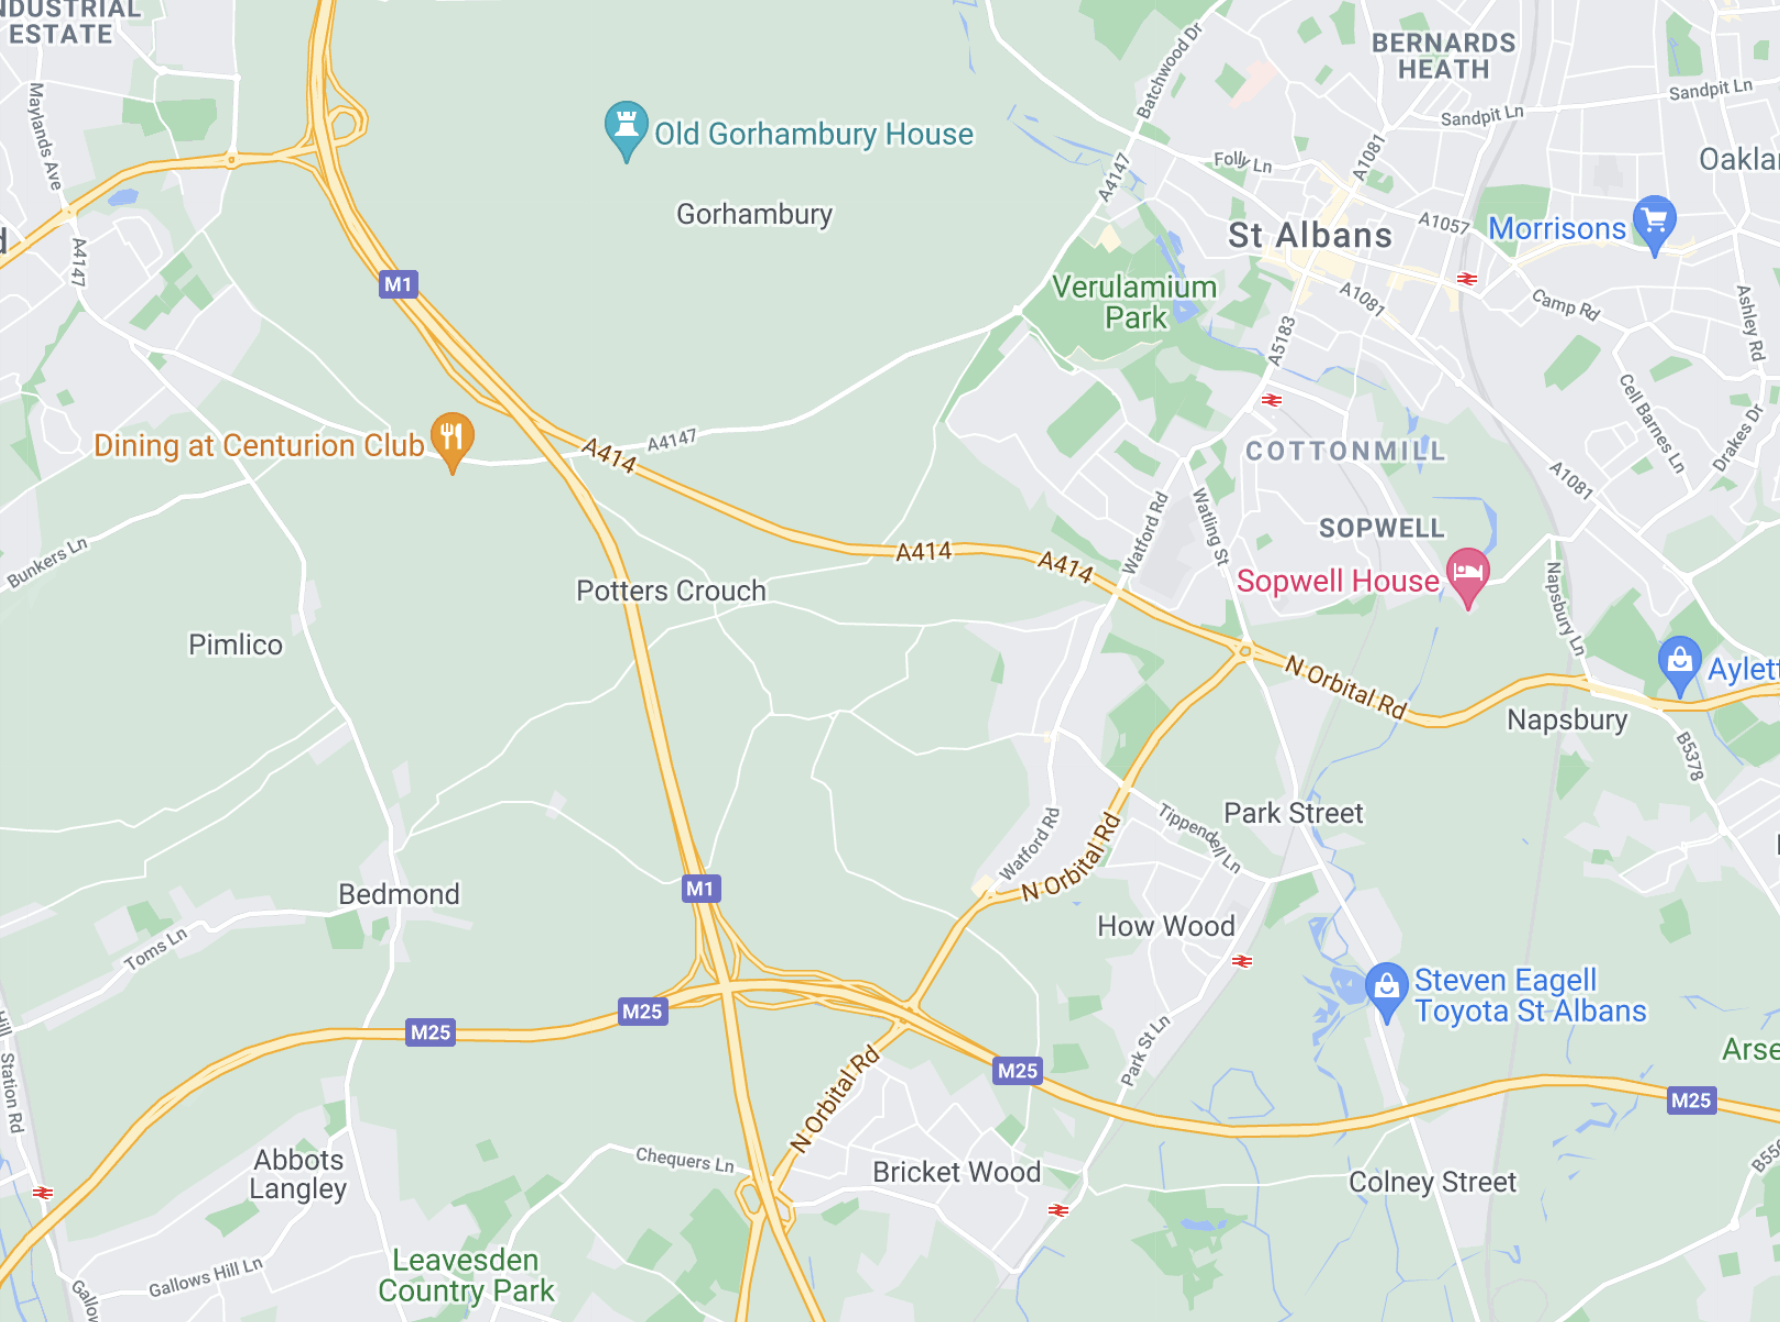 NDUSTRIAL
ESTATE
BERNARDS
HEATH
Batchwood Dr
Sandpit Ln
Sandpit Ln
Maylands Ave
Old Gorhambury House
Folly Ln
A1081
Oakla
A4147
Gorhambury
St Albans
A1057
Morrisons
A4147
M1
Verulamium
Park
A1081
Camp Rd
Ashley Rd
A5183
Cell Barnes Ln
Drakes Dr
Dining at Centurion Club
A414
A4147
COTTONMILL
A1081
Watford Rd
Watling St
SOPWELL
Bunkers Ln
A414
A414
Sopwell House
Napsbury Ln
Potters Crouch
Pimlico
N Orbital Rd
Aylett
Napsbury
B5378
Park Street
Tippendell Ln
Watford Rd
N Orbital Rd
M1
Bedmond
How Wood
Toms Ln
Steven Eagell
Toyota St Albans
M25
M25
Hill
Station Rd
Park St Ln
Arse
M25
M25
N Orbital Rd
Abbots
Langley
Chequers Ln
Bricket Wood
Colney Street
B556
Leavesden
Country Park
Gallows Hill Ln
Gallow